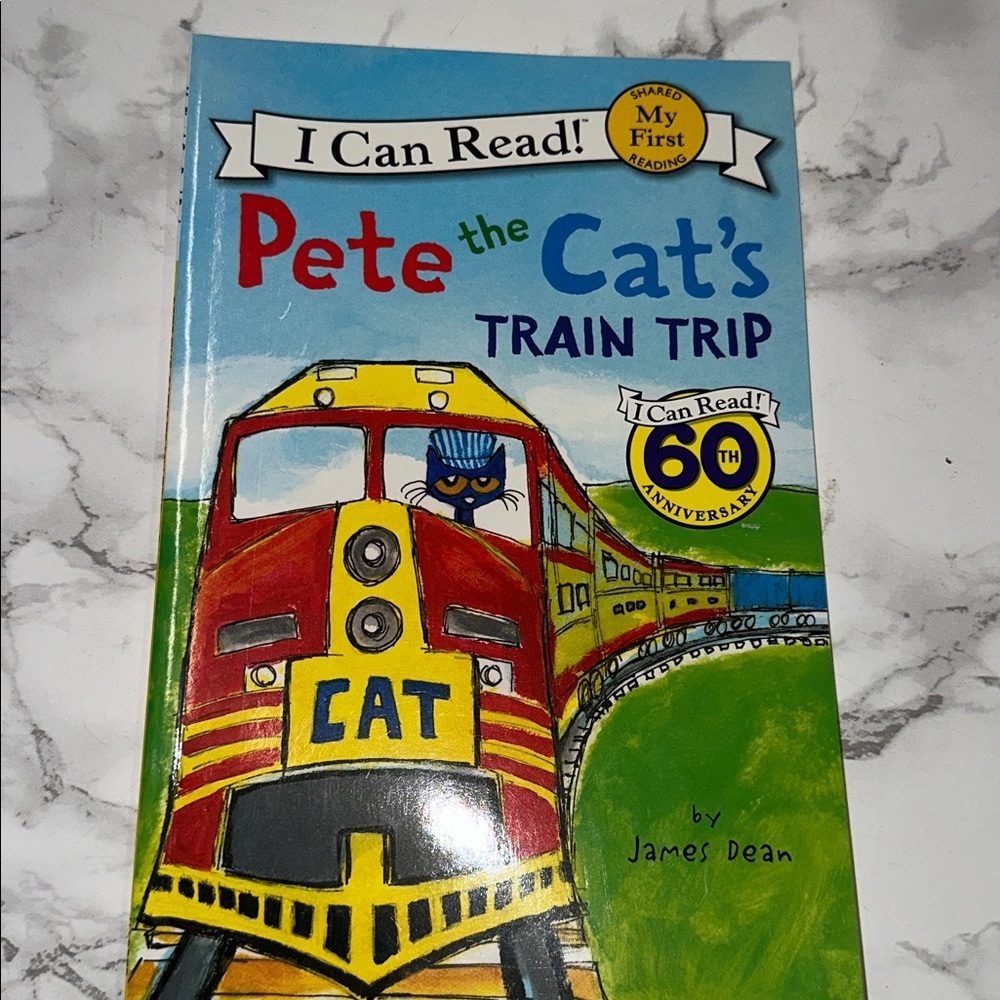 I Can Read!™
SHARED
My
First
READING
Pete the Cat's
TRAIN TRIP
I Can Read!
60TH
ANNIVERSARY
CAT
by
James Dean